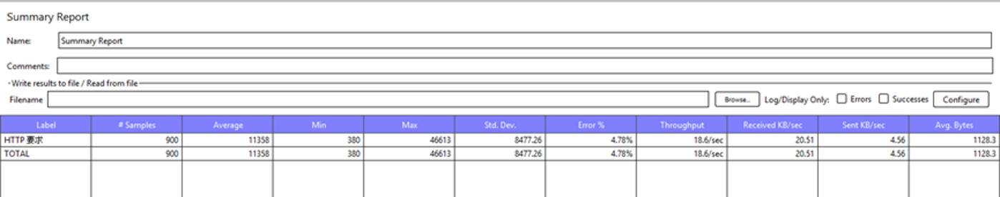 Summary Report
Name: Summary Report
Comments:
Write results to file / Read from file
Filename Browse... Log/Display Only: Errors Successes Configure
Label # Samples Average Min Max Std. Dev. Error % Throughput Received KB/sec Sent KB/sec Avg. Bytes
HTTP 要求 900 11358 380 46613 8477.26 4.78% 18.6/sec 20.51 4.56 1128.3
TOTAL 900 11358 380 46613 8477.26 4.78% 18.6/sec 20.51 4.56 1128.3